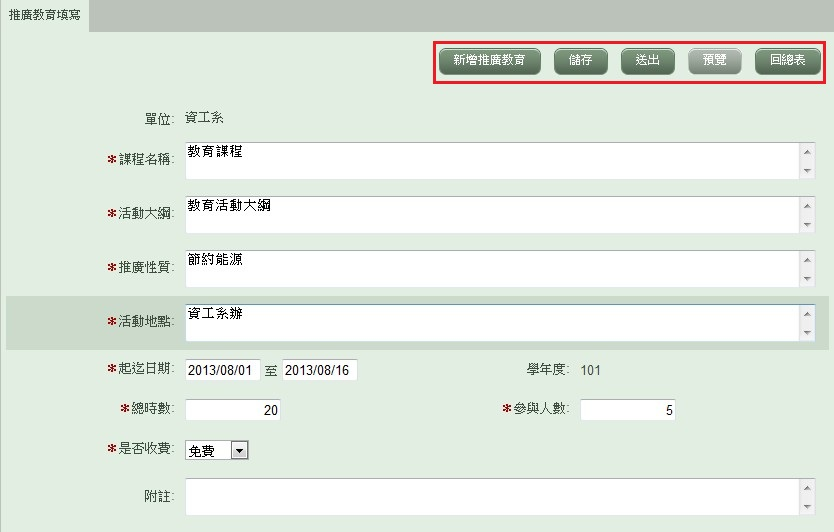 推廣教育填寫
新增推廣教育 儲存 送出 預覽 回總表
單位: 資工系
*課程名稱: 教育課程
*活動大綱: 教育活動大綱
*推廣性質: 節約能源
*活動地點: 資工系辦
*起迄日期: 2013/08/01 至 2013/08/16 學年度: 101
*總時數: 20 *參與人數: 5
*是否收費: 免費
附註: